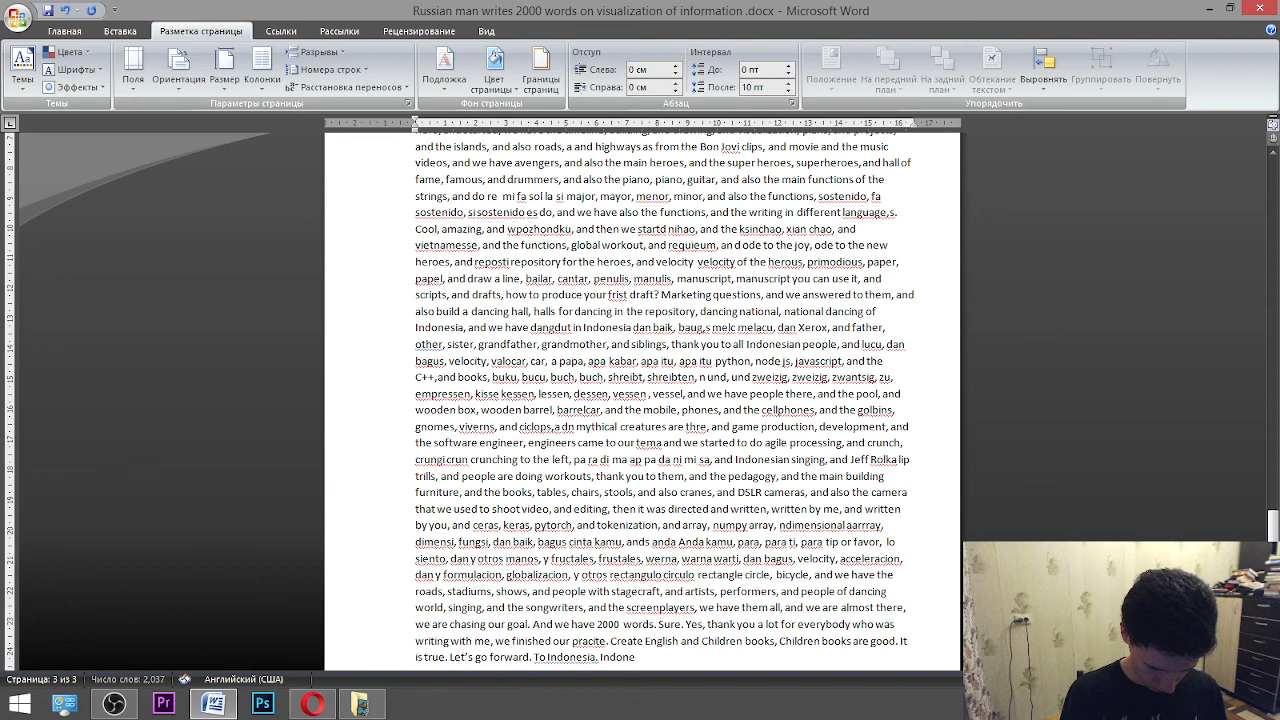 Russian man writes 2000 words on visualization of information .docx - Microsoft Word
Главная Вставка Разметка страницы Ссылки Рассылки Рецензирование Вид
Темы Цвета Шрифты Эффекты Поля Ориентация Размер Колонки Разрывы Номера строк Расстановка переносов Подложка Цвет страницы Границы страниц Отступ Слева: 0 см Справа: 0 см Интервал До: 0 пт После: 10 пт Положение На передний план На задний план Обтекание текстом Выровнять Группировать Повернуть
Темы Параметры страницы Фон страницы Абзац Упорядочить
and the islands, and also roads, a and highways as from the Bon Jovi clips, and movie and the music
videos, and we have avengers, and also the main heroes, and the super heroes, superheroes, and hall of
fame, famous, and drummers, and also the piano, piano, guitar, and also the main functions of the
strings, and do re mi fa sol la si major, mayor, menor, minor, and also the functions, sostenido, fa
sostenido, si sostenido es do, and we have also the functions, and the writing in different language,s.
Cool, amazing, and wpozhondku, and then we startd nihao, and the ksinchao, xian chao, and
vietnamesse, and the functions, global workout, and requieum, an d ode to the joy, ode to the new
heroes, and reposti repository for the heroes, and velocity velocity of the herous, primodious, paper,
papel, and draw a line, bailar, cantar, penulis, manulis, manuscript, manuscript you can use it, and
scripts, and drafts, how to produce your frist draft? Marketing questions, and we answered to them, and
also build a dancing hall, halls for dancing in the repository, dancing national, national dancing of
Indonesia, and we have dangdut in Indonesia dan baik, baug,s melc melacu, dan Xerox, and father,
other, sister, grandfather, grandmother, and siblings, thank you to all Indonesian people, and lucu, dan
bagus, velocity, valocar, car, a papa, apa kabar, apa itu, apa itu python, node js, javascript, and the
C++,and books, buku, bucu, buch, buch, shreibt, shreibten, n und, und zweizig, zweizig, zwantsig, zu,
empressen, kisse kessen, lessen, dessen, vessen , vessel, and we have people there, and the pool, and
wooden box, wooden barrel, barrelcar, and the mobile, phones, and the cellphones, and the golbins,
gnomes, viverns, and ciclops,a dn mythical creatures are thre, and game production, development, and
the software engineer, engineers came to our tema and we started to do agile processing, and crunch,
crungi crun crunching to the left, pa ra di ma ap pa da ni mi sa, and Indonesian singing, and Jeff Rolka lip
trills, and people are doing workouts, thank you to them, and the pedagogy, and the main building
furniture, and the books, tables, chairs, stools, and also cranes, and DSLR cameras, and also the camera
that we used to shoot video, and editing, then it was directed and written, written by me, and written
by you, and ceras, keras, pytorch, and tokenization, and array, numpy array, ndimensional aarrray,
dimensi, fungsi, dan baik, bagus cinta kamu, ands anda Anda kamu, para, para ti, para tip or favor, lo
siento, dan y otros manos, y fructales, frustales, werna, warna warti, dan bagus, velocity, acceleracion,
dan y formulacion, globalizacion, y otros rectangulo circulo rectangle circle, bicycle, and we have the
roads, stadiums, shows, and people with stagecraft, and artists, performers, and people of dancing
world, singing, and the songwriters, and the screenplayers, we have them all, and we are almost there,
we are chasing our goal. And we have 2000 words. Sure. Yes, thank you a lot for everybody who was
writing with me, we finished our pracite. Create English and Children books, Children books are good. It
is true. Let's go forward. To Indonesia. Indone
Страница: 3 из 3 Число слов: 2,037 Английский (США)
Pr Ps